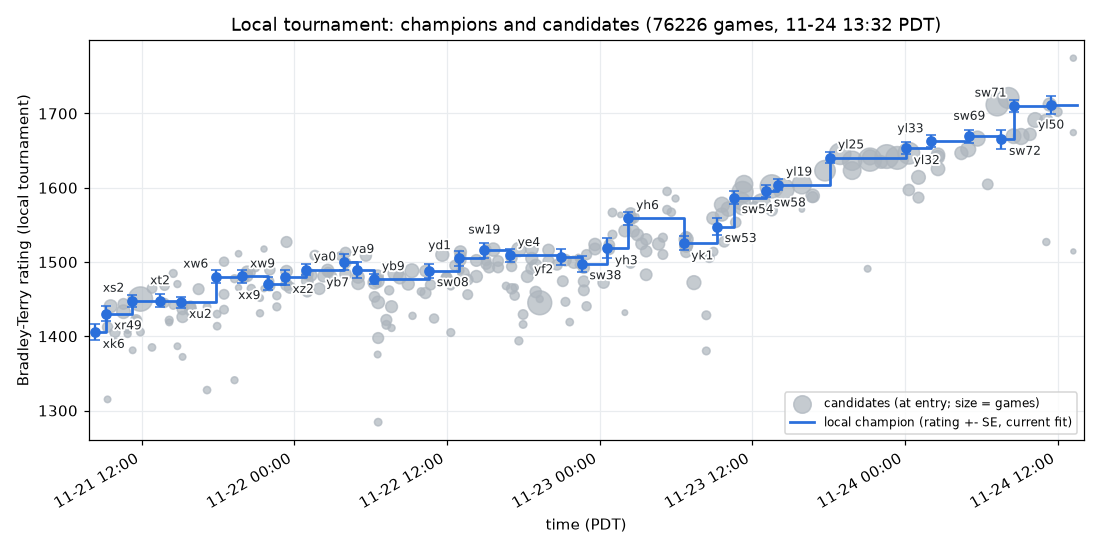 Local tournament: champions and candidates (76226 games, 11-24 13:32 PDT)
Bradley-Terry rating (local tournament)
1700
1600
1500
1400
1300
xk6
xr49
xs2
xt2
xu2
xw6
xx9
xw9
xz2
ya0
yb7
ya9
yb9
yd1
sw08
sw19
ye4
yf2
sw38
yh3
yh6
yk1
sw53
sw54
sw58
yl19
yl25
yl32
yl33
sw69
sw72
sw71
yl50
candidates (at entry; size = games)
local champion (rating +- SE, current fit)
11-21 12:00
11-22 00:00
11-22 12:00
11-23 00:00
11-23 12:00
11-24 00:00
11-24 12:00
time (PDT)